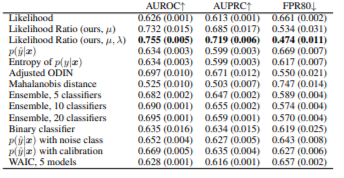 AUROC↑ AUPRC↑ FPR80↓
Likelihood 0.626 (0.001) 0.613 (0.001) 0.661 (0.002)
Likelihood Ratio (ours, μ) 0.732 (0.015) 0.685 (0.017) 0.534 (0.031)
Likelihood Ratio (ours, μ, λ) 0.755 (0.005) 0.719 (0.006) 0.474 (0.011)
p(ŷ|x) 0.634 (0.003) 0.599 (0.003) 0.669 (0.007)
Entropy of p(y|x) 0.634 (0.003) 0.599 (0.003) 0.617 (0.007)
Adjusted ODIN 0.697 (0.010) 0.671 (0.012) 0.550 (0.021)
Mahalanobis distance 0.525 (0.010) 0.503 (0.007) 0.747 (0.014)
Ensemble, 5 classifiers 0.682 (0.002) 0.647 (0.002) 0.589 (0.004)
Ensemble, 10 classifiers 0.690 (0.001) 0.655 (0.002) 0.574 (0.004)
Ensemble, 20 classifiers 0.695 (0.001) 0.659 (0.001) 0.570 (0.004)
Binary classifier 0.635 (0.016) 0.634 (0.015) 0.619 (0.025)
p(ŷ|x) with noise class 0.652 (0.004) 0.627 (0.005) 0.643 (0.008)
p(ŷ|x) with calibration 0.669 (0.005) 0.635 (0.004) 0.627 (0.006)
WAIC, 5 models 0.628 (0.001) 0.616 (0.001) 0.657 (0.002)